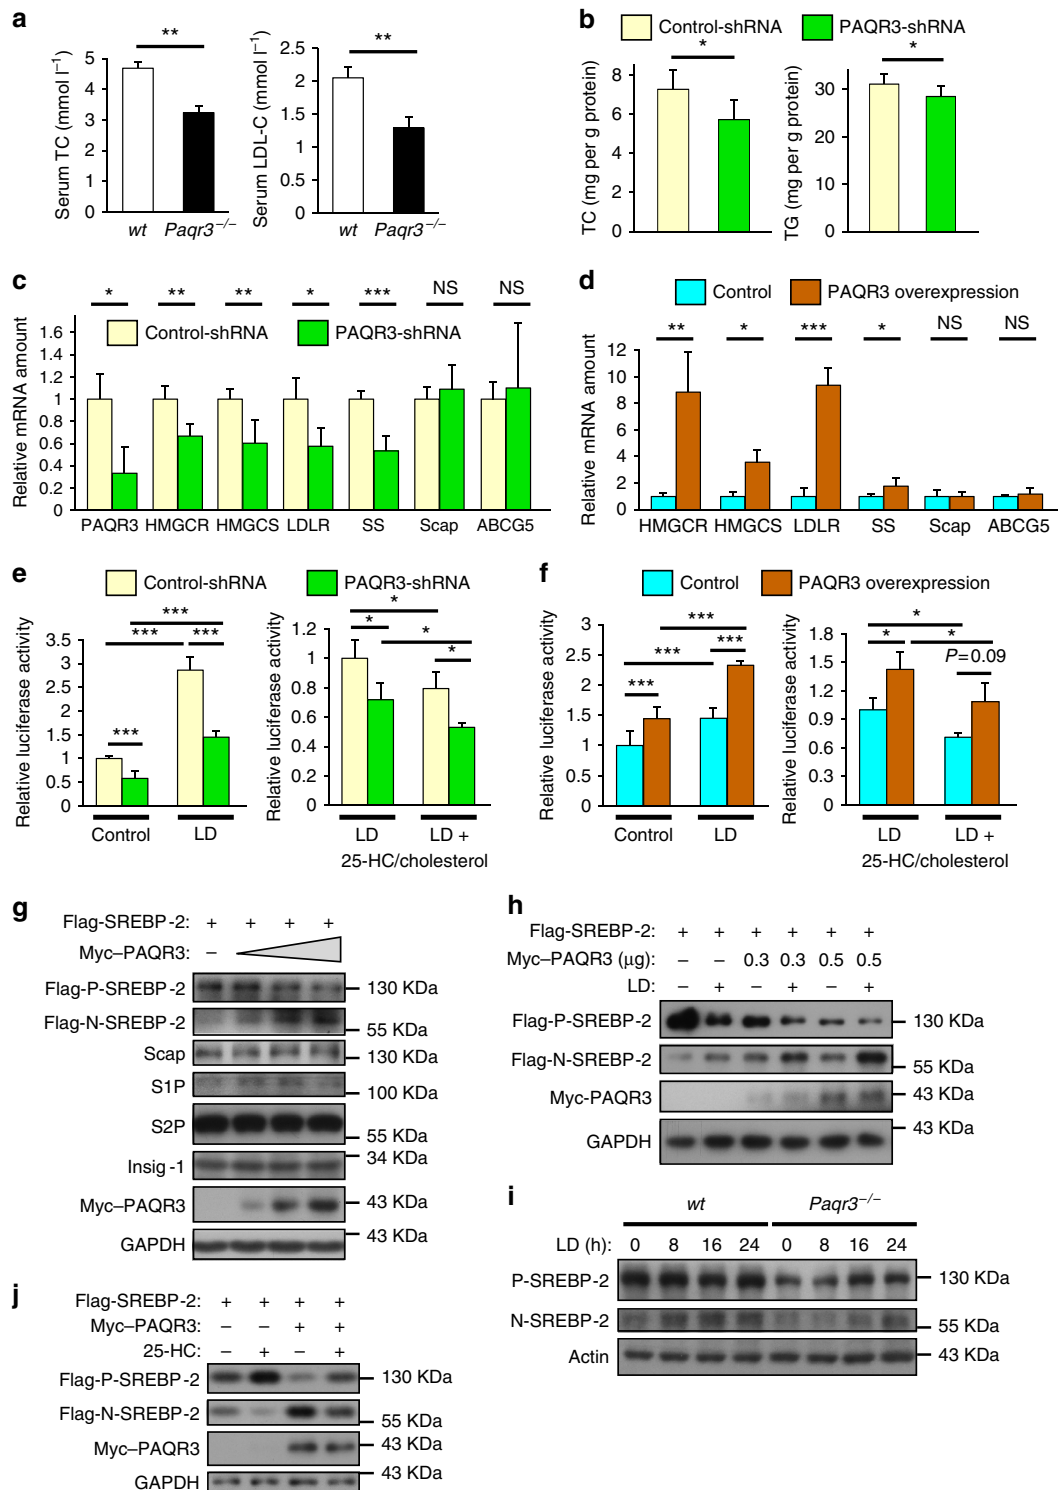 a
**
**
Serum TC (mmol l⁻¹)
5
4
3
2
1
0
wt
Paqr3⁻/⁻
Serum LDL-C (mmol l⁻¹)
2.5
2
1.5
1
0.5
0
wt
Paqr3⁻/⁻
b
Control-shRNA
PAQR3-shRNA
*
*
TC (mg per g protein)
8
6
4
2
0
TG (mg per g protein)
30
20
10
0
c
* ** ** * *** NS NS
Control-shRNA
PAQR3-shRNA
Relative mRNA amount
1.6
1.4
1.2
1
0.8
0.6
0.4
0.2
0
PAQR3 HMGCR HMGCS LDLR SS Scap ABCG5
d
Control
PAQR3 overexpression
** * *** * NS NS
Relative mRNA amount
12
10
8
6
4
2
0
HMGCR HMGCS LDLR SS Scap ABCG5
e
Control-shRNA
PAQR3-shRNA
Relative luciferase activity
3.5
3
2.5
2
1.5
1
0.5
0
***
*** ***
***
Control LD
Relative luciferase activity
1.2
1
0.8
0.6
0.4
0.2
0
*
* *
*
LD LD +
25-HC/cholesterol
f
Control
PAQR3 overexpression
Relative luciferase activity
3
2.5
2
1.5
1
0.5
0
***
*** ***
***
Control LD
Relative luciferase activity
1.8
1.5
1.2
0.9
0.6
0.3
0
*
* *
P=0.09
LD LD +
25-HC/cholesterol
g
Flag-SREBP-2: + + + +
Myc–PAQR3: –
Flag-P-SREBP-2 130 KDa
Flag-N-SREBP-2 55 KDa
Scap 130 KDa
S1P 100 KDa
S2P 55 KDa
Insig-1 34 KDa
Myc–PAQR3 43 KDa
GAPDH 43 KDa
h
Flag-SREBP-2: + + + + + +
Myc–PAQR3 (μg): – – 0.3 0.3 0.5 0.5
LD: – + – + – +
Flag-P-SREBP-2 130 KDa
Flag-N-SREBP-2 55 KDa
Myc-PAQR3 43 KDa
GAPDH 43 KDa
i
wt Paqr3⁻/⁻
LD (h): 0 8 16 24 0 8 16 24
P-SREBP-2 130 KDa
N-SREBP-2 55 KDa
Actin 43 KDa
j
Flag-SREBP-2: + + + +
Myc–PAQR3: – – + +
25-HC: – + – +
Flag-P-SREBP-2 130 KDa
Flag-N-SREBP-2 55 KDa
Myc–PAQR3 43 KDa
GAPDH 43 KDa